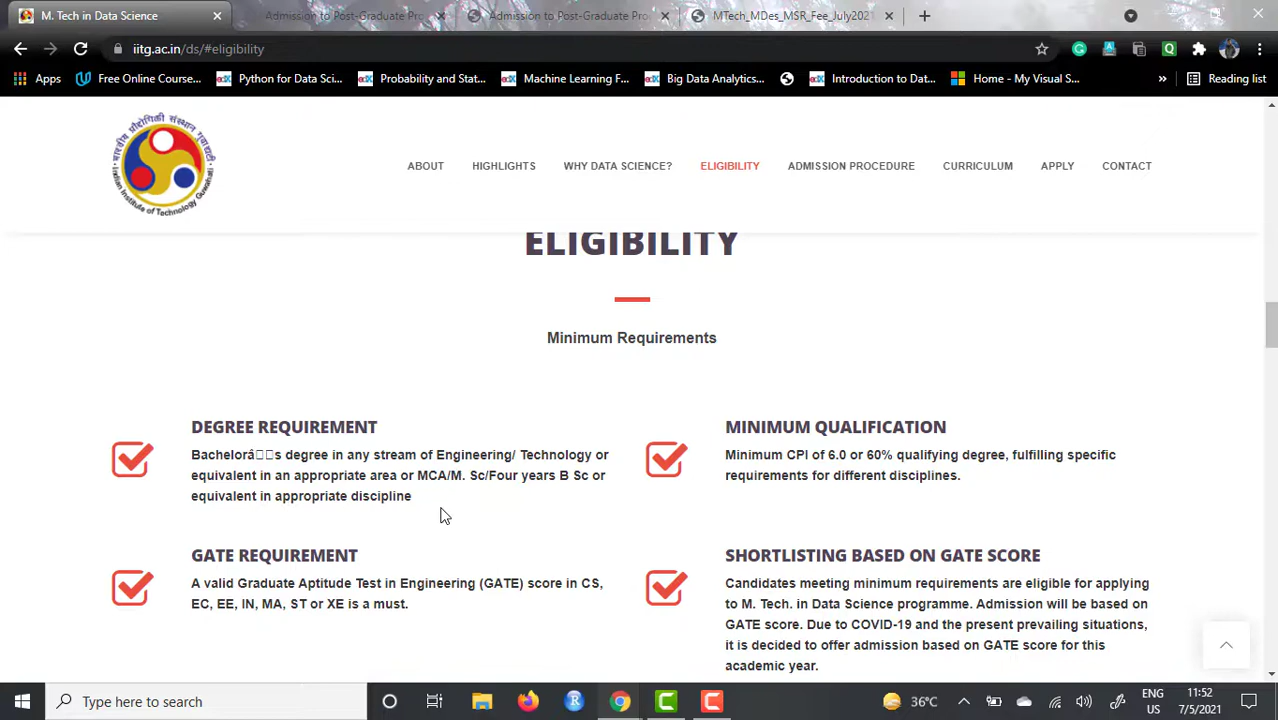 M. Tech in Data Science
Admission to Post-Graduate Pro
Admission to Post-Graduate Pro
MTech_MDes_MSR_Fee_July2021
iitg.ac.in/ds/#eligibility
Apps
Free Online Course...
Python for Data Sci...
Probability and Stat...
Machine Learning F...
Big Data Analytics...
Introduction to Dat...
Home - My Visual S...
»
Reading list
भारतीय प्रौद्योगिकी संस्थान गुवाहाटी
Indian Institute of Technology Guwahati
ABOUT
HIGHLIGHTS
WHY DATA SCIENCE?
ELIGIBILITY
ADMISSION PROCEDURE
CURRICULUM
APPLY
CONTACT
ELIGIBILITY
Minimum Requirements
DEGREE REQUIREMENT
Bachelorá□□s degree in any stream of Engineering/ Technology or
equivalent in an appropriate area or MCA/M. Sc/Four years B Sc or
equivalent in appropriate discipline
MINIMUM QUALIFICATION
Minimum CPI of 6.0 or 60% qualifying degree, fulfilling specific
requirements for different disciplines.
GATE REQUIREMENT
A valid Graduate Aptitude Test in Engineering (GATE) score in CS,
EC, EE, IN, MA, ST or XE is a must.
SHORTLISTING BASED ON GATE SCORE
Candidates meeting minimum requirements are eligible for applying
to M. Tech. in Data Science programme. Admission will be based on
GATE score. Due to COVID-19 and the present prevailing situations,
it is decided to offer admission based on GATE score for this
academic year.
Type here to search
36°C
ENG
US
11:52
7/5/2021